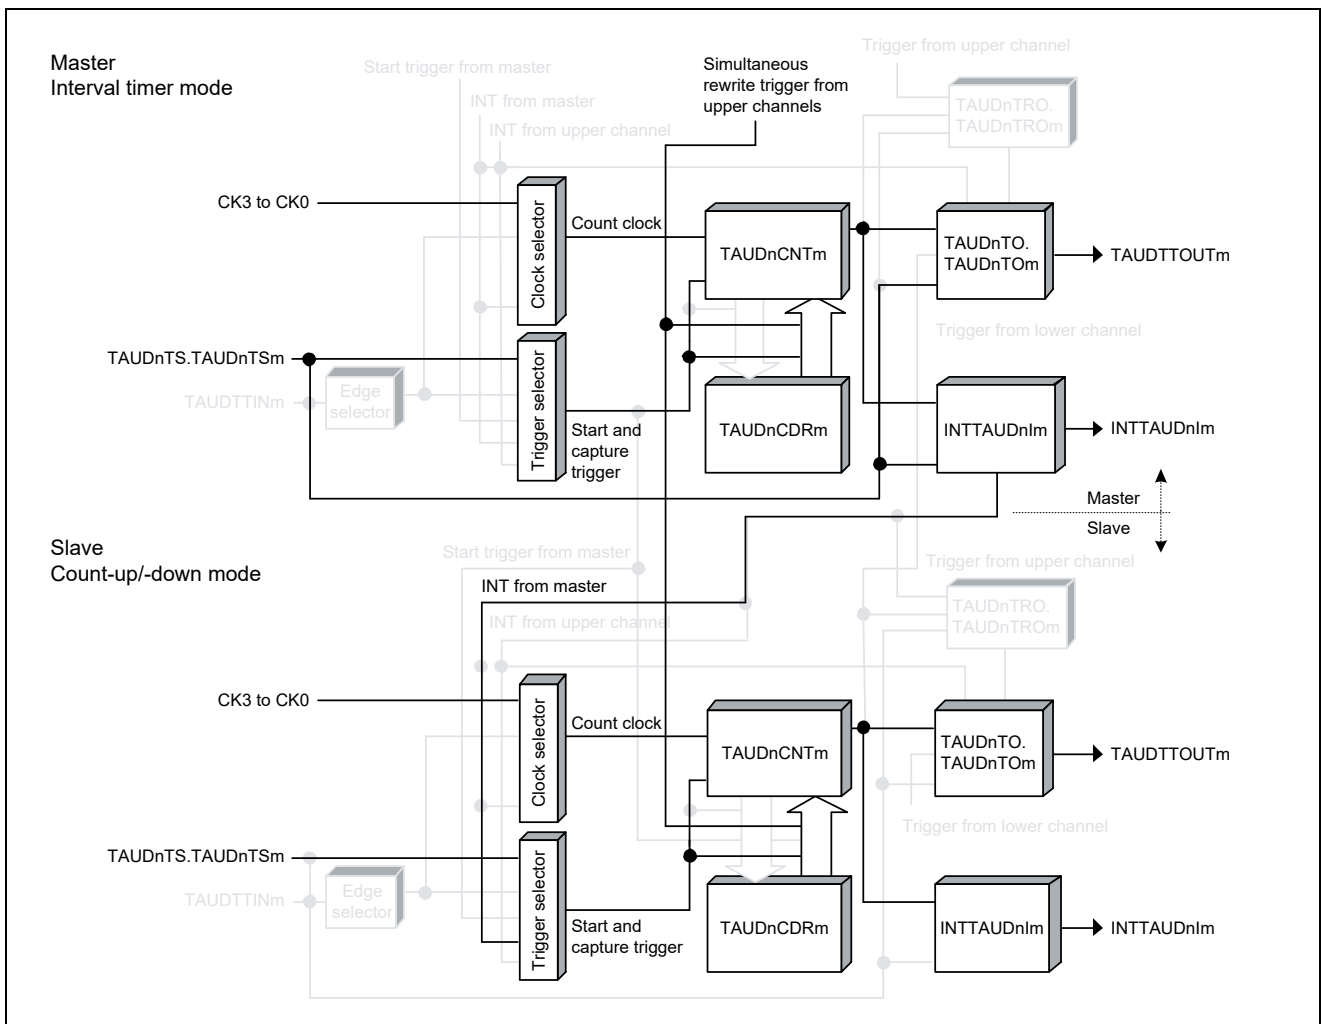 Master
Interval timer mode
Start trigger from master
INT from master
INT from upper channel
Simultaneous
rewrite trigger from
upper channels
Trigger from upper channel
TAUDnTRO.
TAUDnTROm
CK3 to CK0
Clock selector
Count clock
TAUDnCNTm
TAUDnTO.
TAUDnTOm
TAUDTTOUTm
Trigger from lower channel
TAUDnTS.TAUDnTSm
TAUDTTINm
Edge
selector
Trigger selector
Start and
capture
trigger
TAUDnCDRm
INTTAUDnIm
INTTAUDnIm
Master
Slave
Slave
Count-up/-down mode
Start trigger from master
INT from master
INT from upper channel
Trigger from upper channel
TAUDnTRO.
TAUDnTROm
CK3 to CK0
Clock selector
Count clock
TAUDnCNTm
TAUDnTO.
TAUDnTOm
TAUDTTOUTm
Trigger from lower channel
TAUDnTS.TAUDnTSm
TAUDTTINm
Edge
selector
Trigger selector
Start and
capture trigger
TAUDnCDRm
INTTAUDnIm
INTTAUDnIm